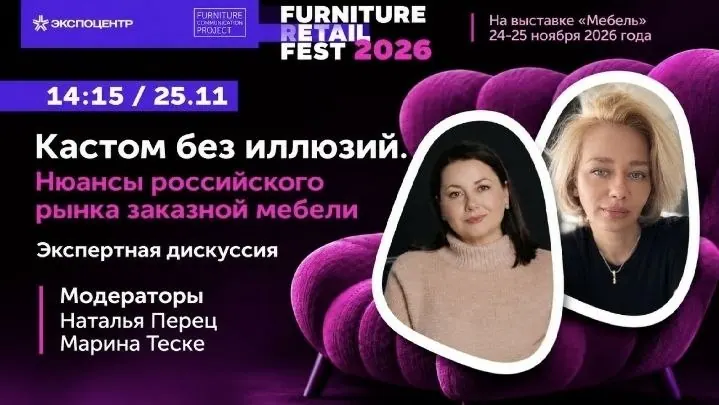 ЭКСПОЦЕНТР
FURNITURE
COMMUNICATION
PROJECT
FURNITURE
RETAIL
FEST 2026
На выставке «Мебель»
24-25 ноября 2026 года
14:15 / 25.11
Кастом без иллюзий.
Нюансы российского
рынка заказной мебели
Экспертная дискуссия
Модераторы
Наталья Перец
Марина Теске